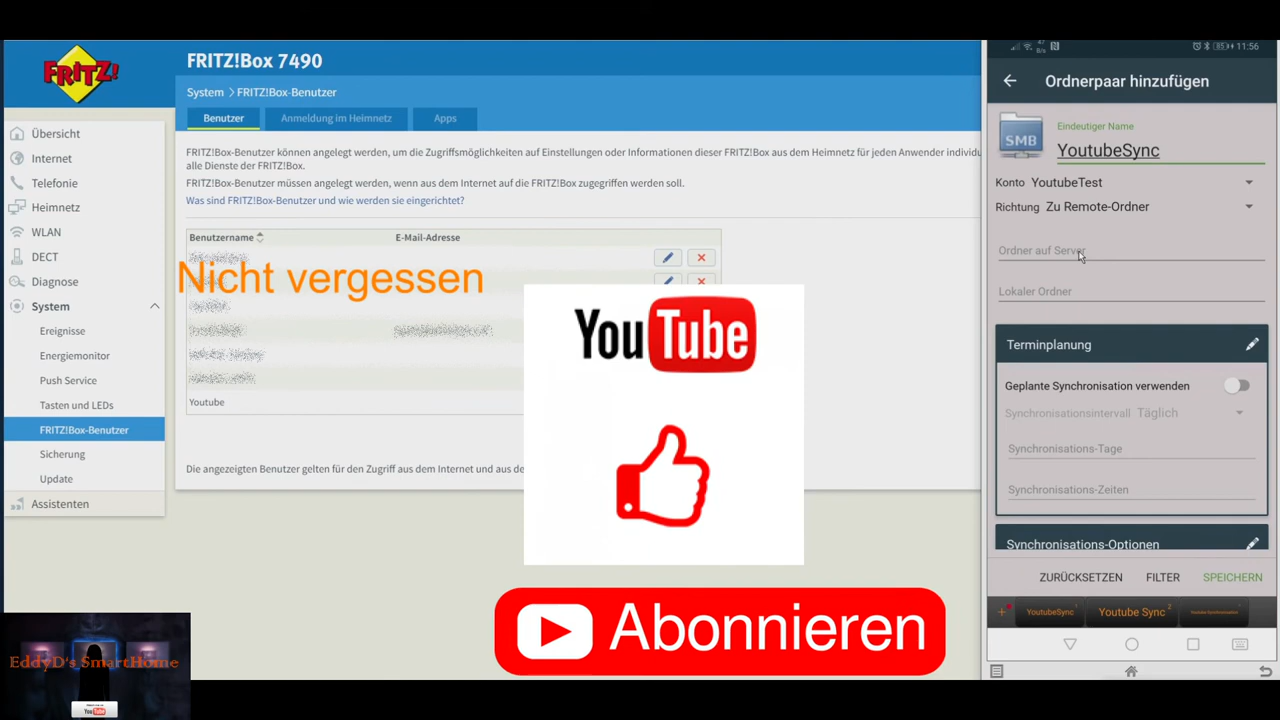 FRITZ!
FRITZ!Box 7490
System > FRITZ!Box-Benutzer
Benutzer
Anmeldung im Heimnetz
Apps
Übersicht
Internet
Telefonie
Heimnetz
WLAN
DECT
Diagnose
System
Ereignisse
Energiemonitor
Push Service
Tasten und LEDs
FRITZ!Box-Benutzer
Sicherung
Update
Assistenten
FRITZ!Box-Benutzer können angelegt werden, um die Zugriffsmöglichkeiten auf Einstellungen oder Informationen dieser FRITZ!Box aus dem Heimnetz für jeden Anwender individu
alle Dienste der FRITZ!Box.
FRITZ!Box-Benutzer müssen angelegt werden, wenn aus dem Internet auf die FRITZ!Box zugegriffen werden soll.
Was sind FRITZ!Box-Benutzer und wie werden sie eingerichtet?
Benutzername E-Mail-Adresse
Nicht vergessen
Youtube
Die angezeigten Benutzer gelten für den Zugriff aus dem Internet und aus de
YouTube
Abonnieren
EddyD's SmartHome
YouTube
85 11:56
Ordnerpaar hinzufügen
SMB
Eindeutiger Name
YoutubeSync
Konto YoutubeTest
Richtung Zu Remote-Ordner
Ordner auf Server
Lokaler Ordner
Terminplanung
Geplante Synchronisation verwenden
Synchronisationsintervall Täglich
Synchronisations-Tage
Synchronisations-Zeiten
Synchronisations-Optionen
ZURÜCKSETZEN FILTER SPEICHERN
YoutubeSync 1 Youtube Sync 2 Youtube Synchronisation